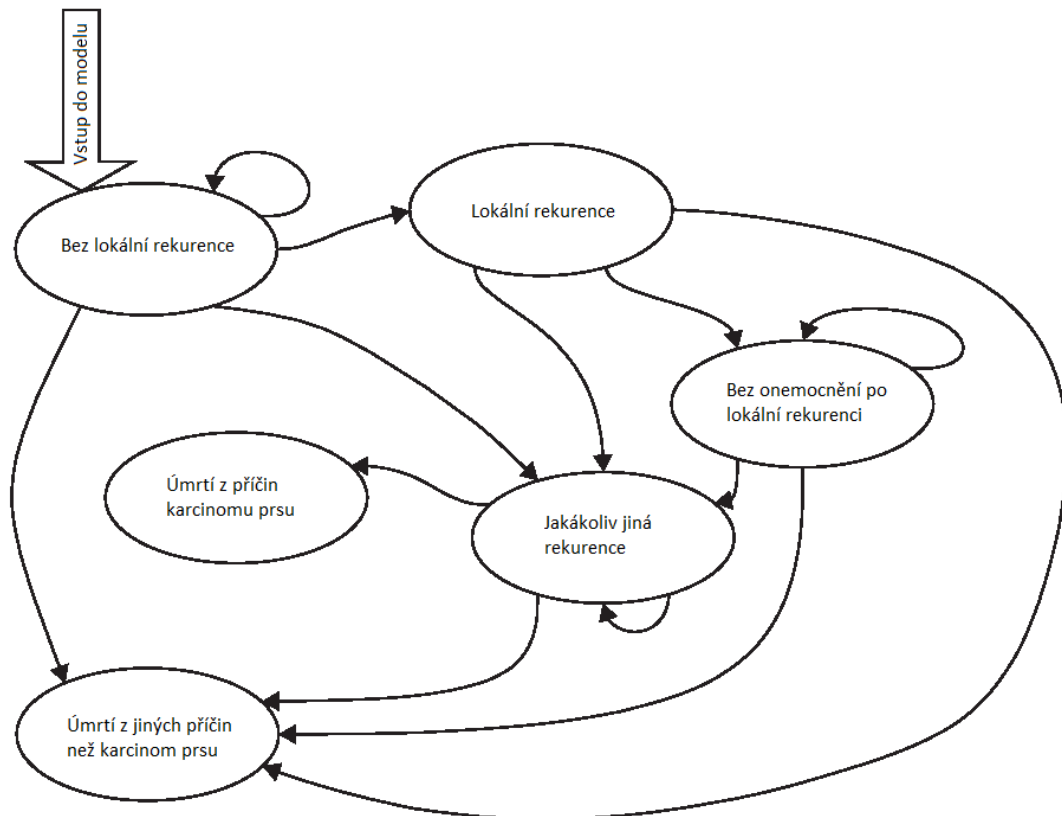 Vstup do modelu
Bez lokální rekurence
Lokální rekurence
Bez onemocnění po
lokální rekurenci
Úmrtí z příčin
karcinomu prsu
Jakákoliv jiná
rekurence
Úmrtí z jiných příčin
než karcinom prsu